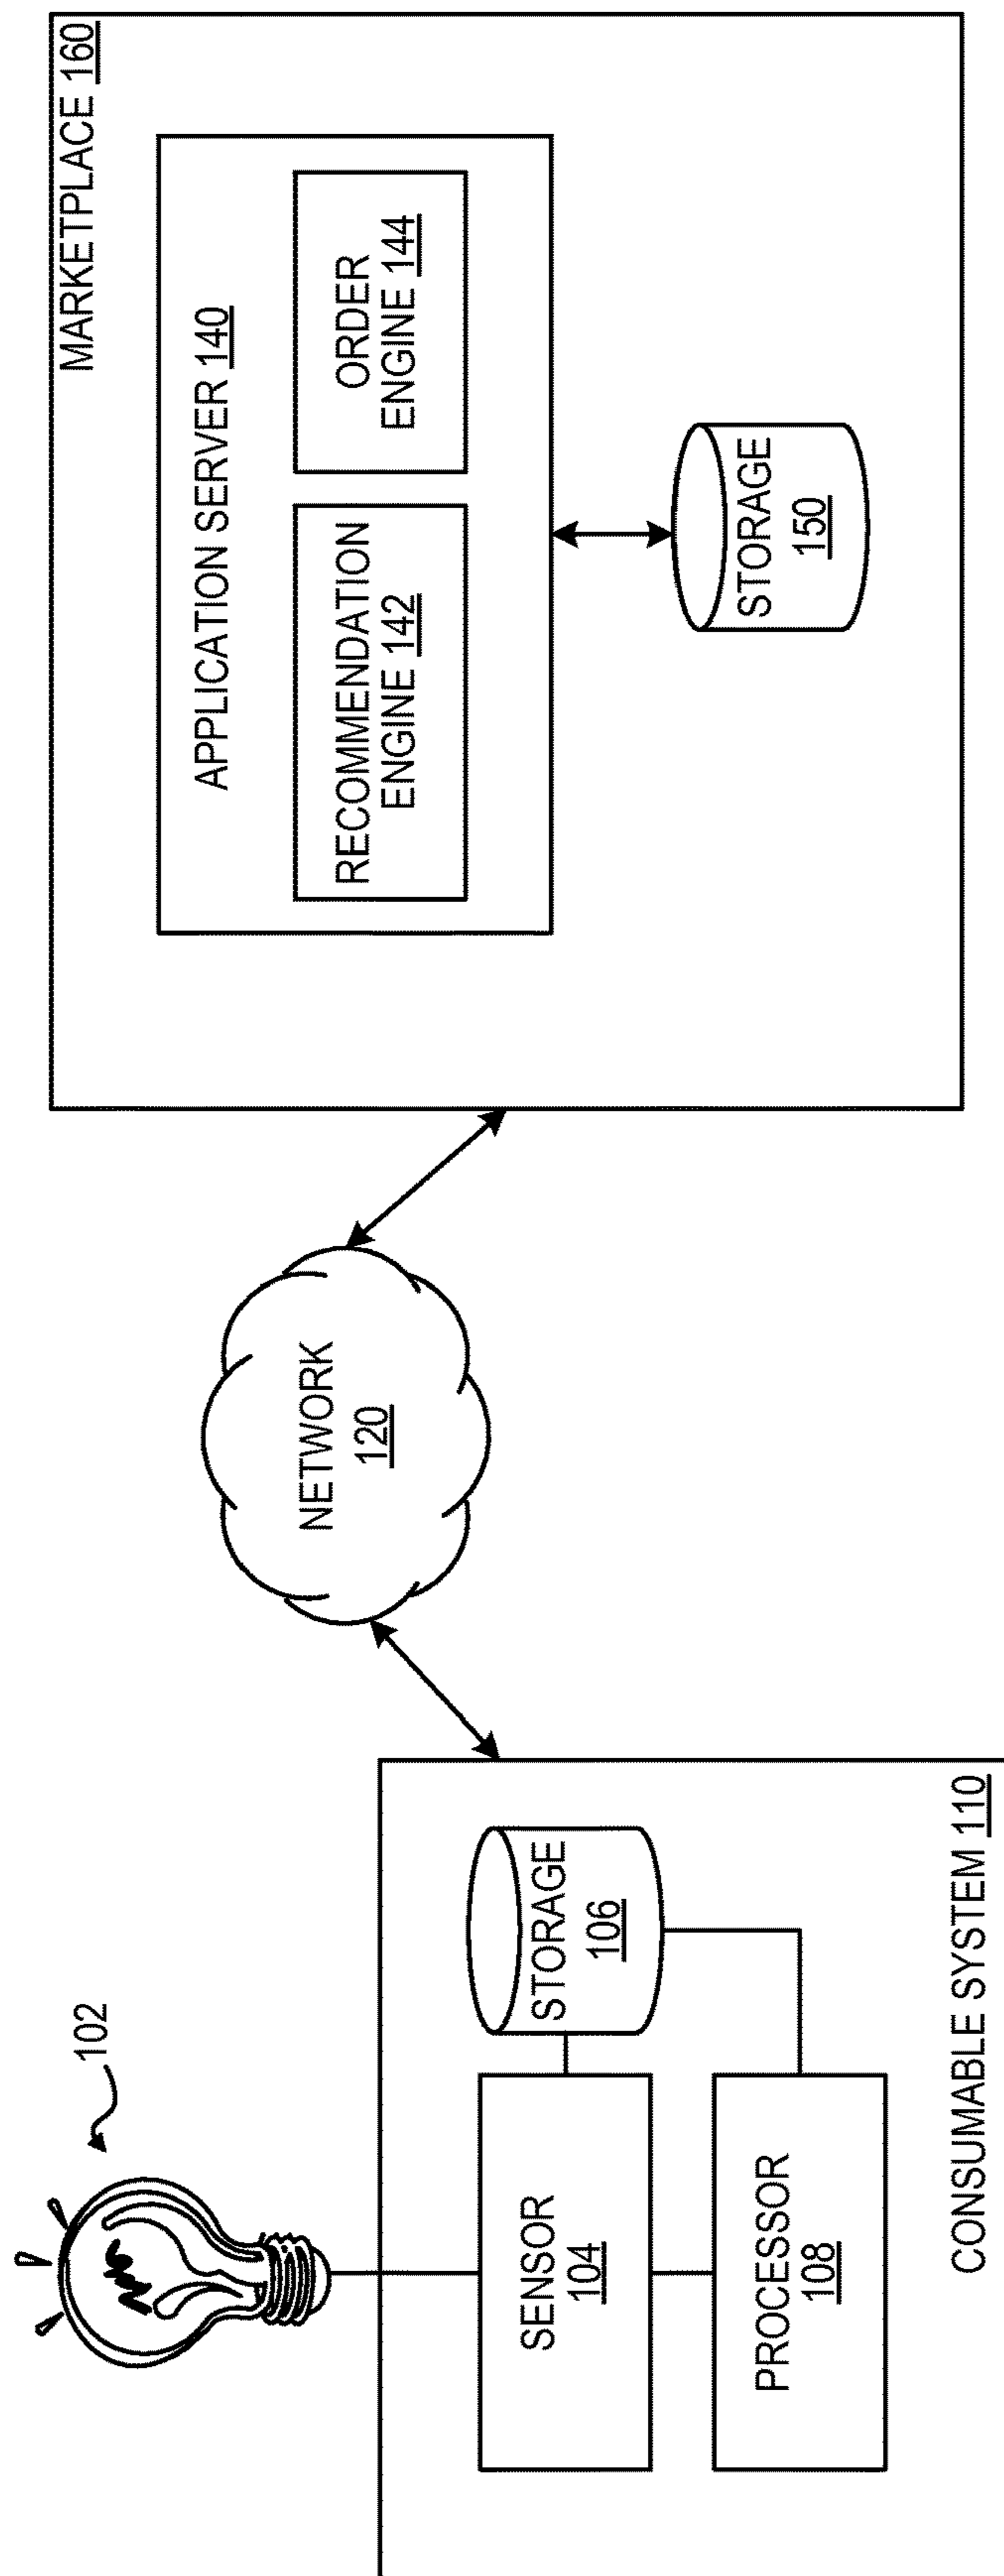 102
SENSOR
104
STORAGE
106
PROCESSOR
108
CONSUMABLE SYSTEM 110
NETWORK
120
MARKETPLACE 160
APPLICATION SERVER 140
RECOMMENDATION
ENGINE 142
ORDER
ENGINE 144
STORAGE
150